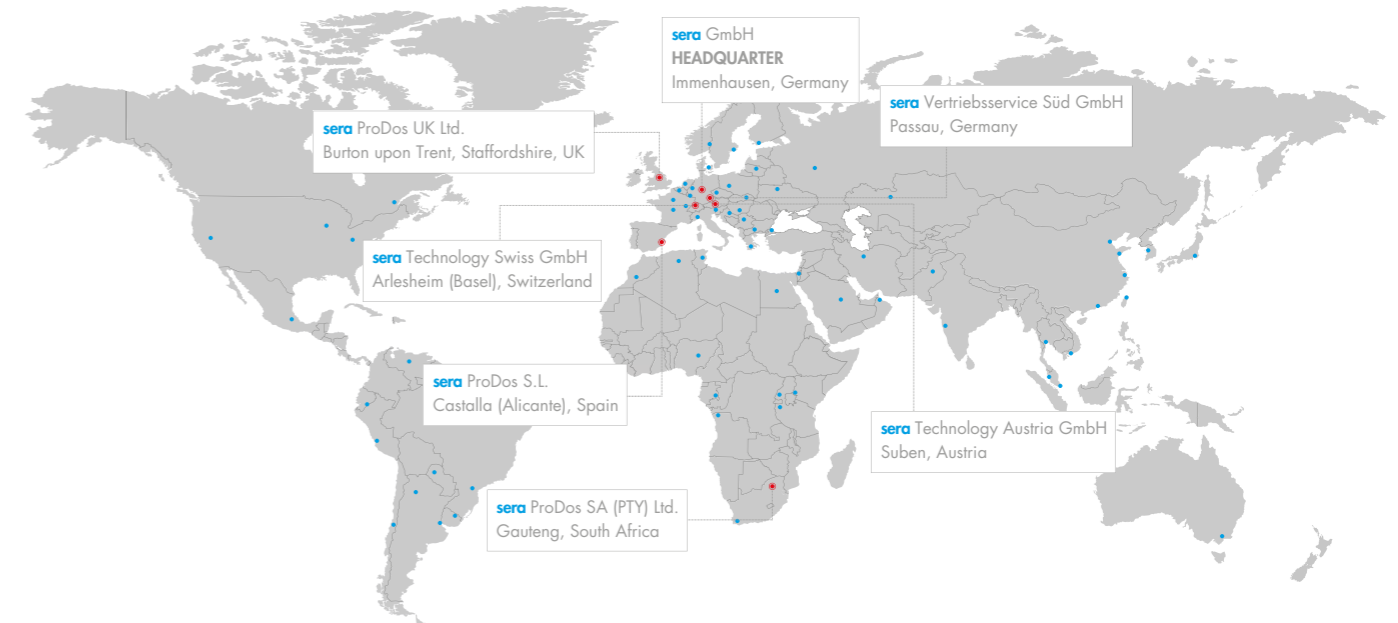 sera GmbH
HEADQUARTER
Immenhausen, Germany
sera Vertriebsservice Süd GmbH
Passau, Germany
sera ProDos UK Ltd.
Burton upon Trent, Staffordshire, UK
sera Technology Swiss GmbH
Arlesheim (Basel), Switzerland
sera ProDos S.L.
Castalla (Alicante), Spain
sera Technology Austria GmbH
Suben, Austria
sera ProDos SA (PTY) Ltd.
Gauteng, South Africa